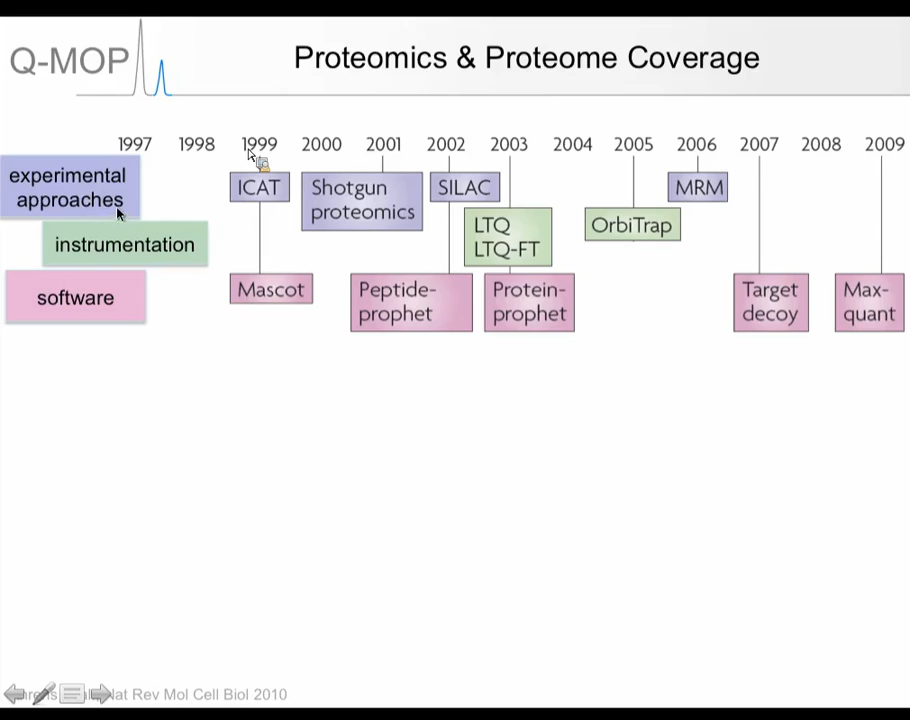 Q-MOP
Proteomics & Proteome Coverage
1997 1998 1999 2000 2001 2002 2003 2004 2005 2006 2007 2008 2009
experimental
approaches
instrumentation
software
ICAT
Shotgun
proteomics
SILAC
MRM
LTQ
LTQ-FT
OrbiTrap
Mascot
Peptide-
prophet
Protein-
prophet
Target
decoy
Max-
quant
Nat Rev Mol Cell Biol 2010